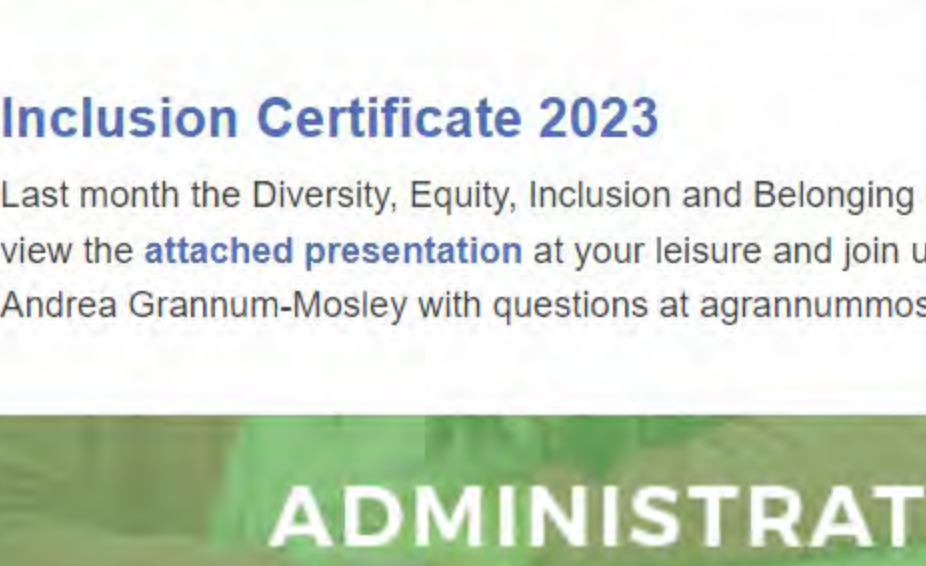 Inclusion Certificate 2023
Last month the Diversity, Equity, Inclusion and Belonging
view the attached presentation at your leisure and join u
Andrea Grannum-Mosley with questions at agrannummos
ADMINISTRAT